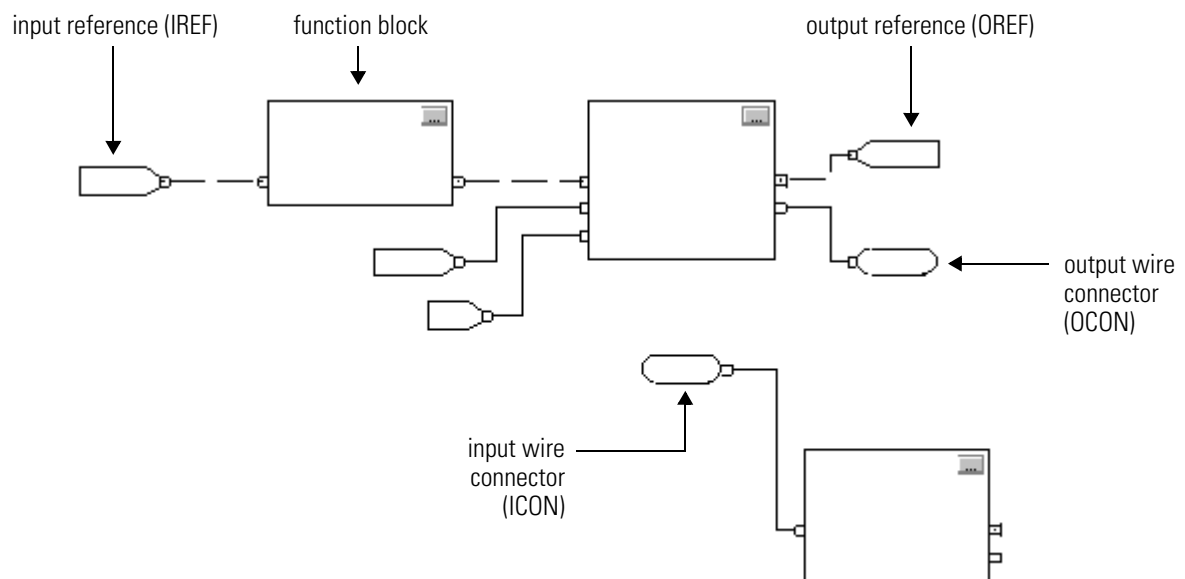 input reference (IREF)
function block
output reference (OREF)
...
...
output wire
connector
(OCON)
input wire
connector
(ICON)
...